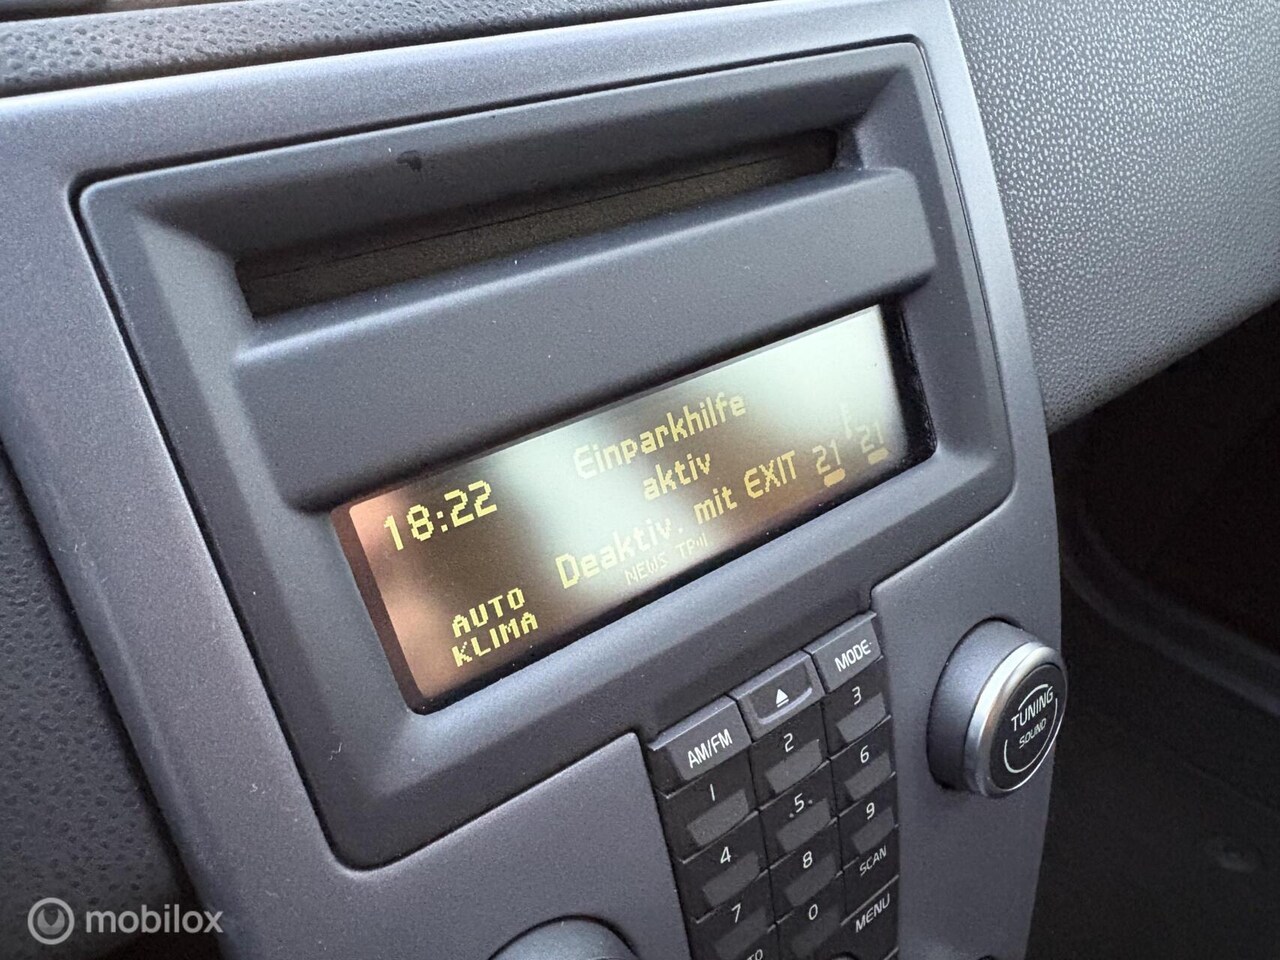 18:22
Einparkhilfe
aktiv
Deaktiv. mit EXIT
21 21
NEWS TP
AUTO
KLIMA
AM/FM
MODE
1
2
3
4
5
6
7
8
9
0
SCAN
MENU
TUNING
SOUND
mobilox